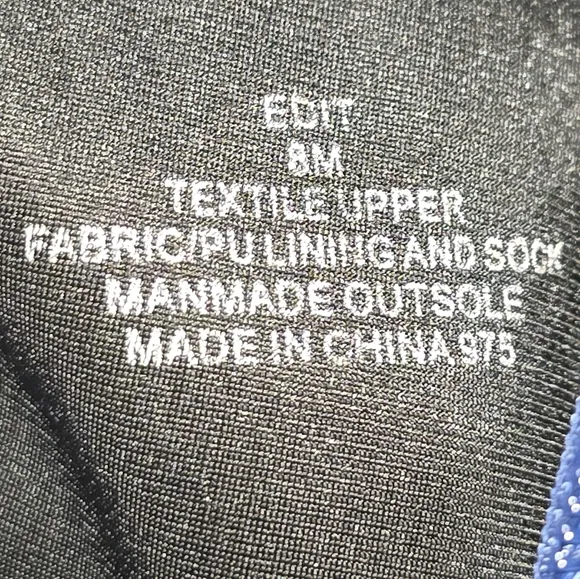 EDIT
8M
TEXTILE UPPER
FABRIC/PU LINING AND SOCK
MANMADE OUTSOLE
MADE IN CHINA 975